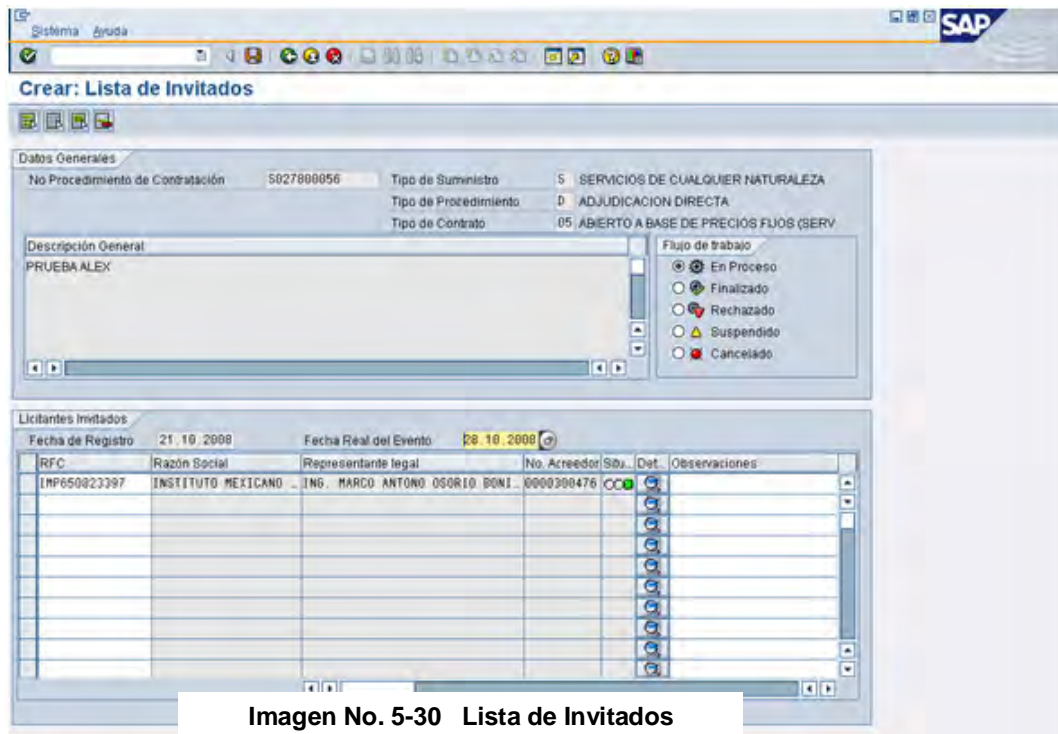 Sistema Ayuda
SAP
Crear: Lista de Invitados
Datos Generales
No Procedimiento de Contratación S027800056 Tipo de Suministro S SERVICIOS DE CUALQUIER NATURALEZA
Tipo de Procedimiento D ADJUDICACION DIRECTA
Tipo de Contrato 05 ABIERTO A BASE DE PRECIOS FIJOS (SERV
Descripción General
Flujo de trabajo
PRUEBA ALEX
En Proceso
Finalizado
Rechazado
Suspendido
Cancelado
Licitantes Invitados
Fecha de Registro 21.10.2008 Fecha Real del Evento 28.10.2008
RFC Razón Social Representante legal No. Acreedor Situ.. Det.. Observaciones
IMP650823397 INSTITUTO MEXICANO .. ING. MARCO ANTONO OSORIO BONI.. 0000300476
Imagen No. 5-30 Lista de Invitados